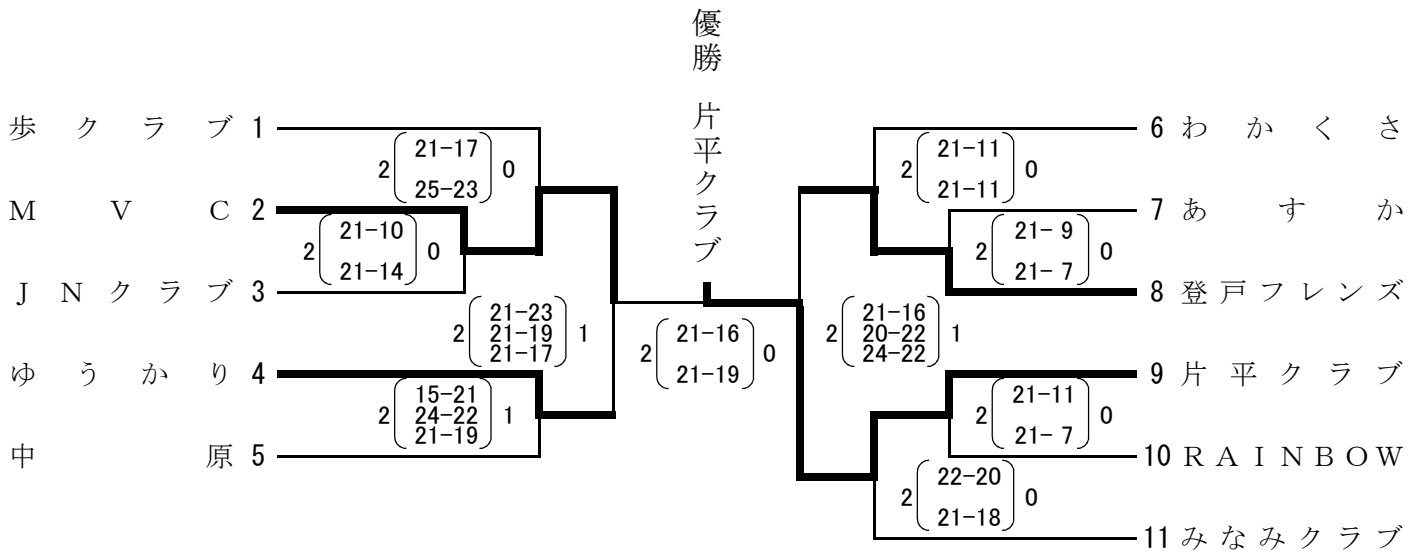 優勝 片平クラブ
歩クラブ 1
2 21-17 25-23 0
MVC 2
2 21-10 21-14 0
JNクラブ 3
2 21-23 21-19 21-17 1
ゆうかり 4
2 15-21 24-22 21-19 1
中原 5
2 21-16 21-19 0
6 わかくさ
2 21-11 21-11 0
7 あすか
2 21- 9 21- 7 0
8 登戸フレンズ
2 21-16 20-22 24-22 1
9 片平クラブ
2 21-11 21- 7 0
10 RAINBOW
2 22-20 21-18 0
11 みなみクラブ